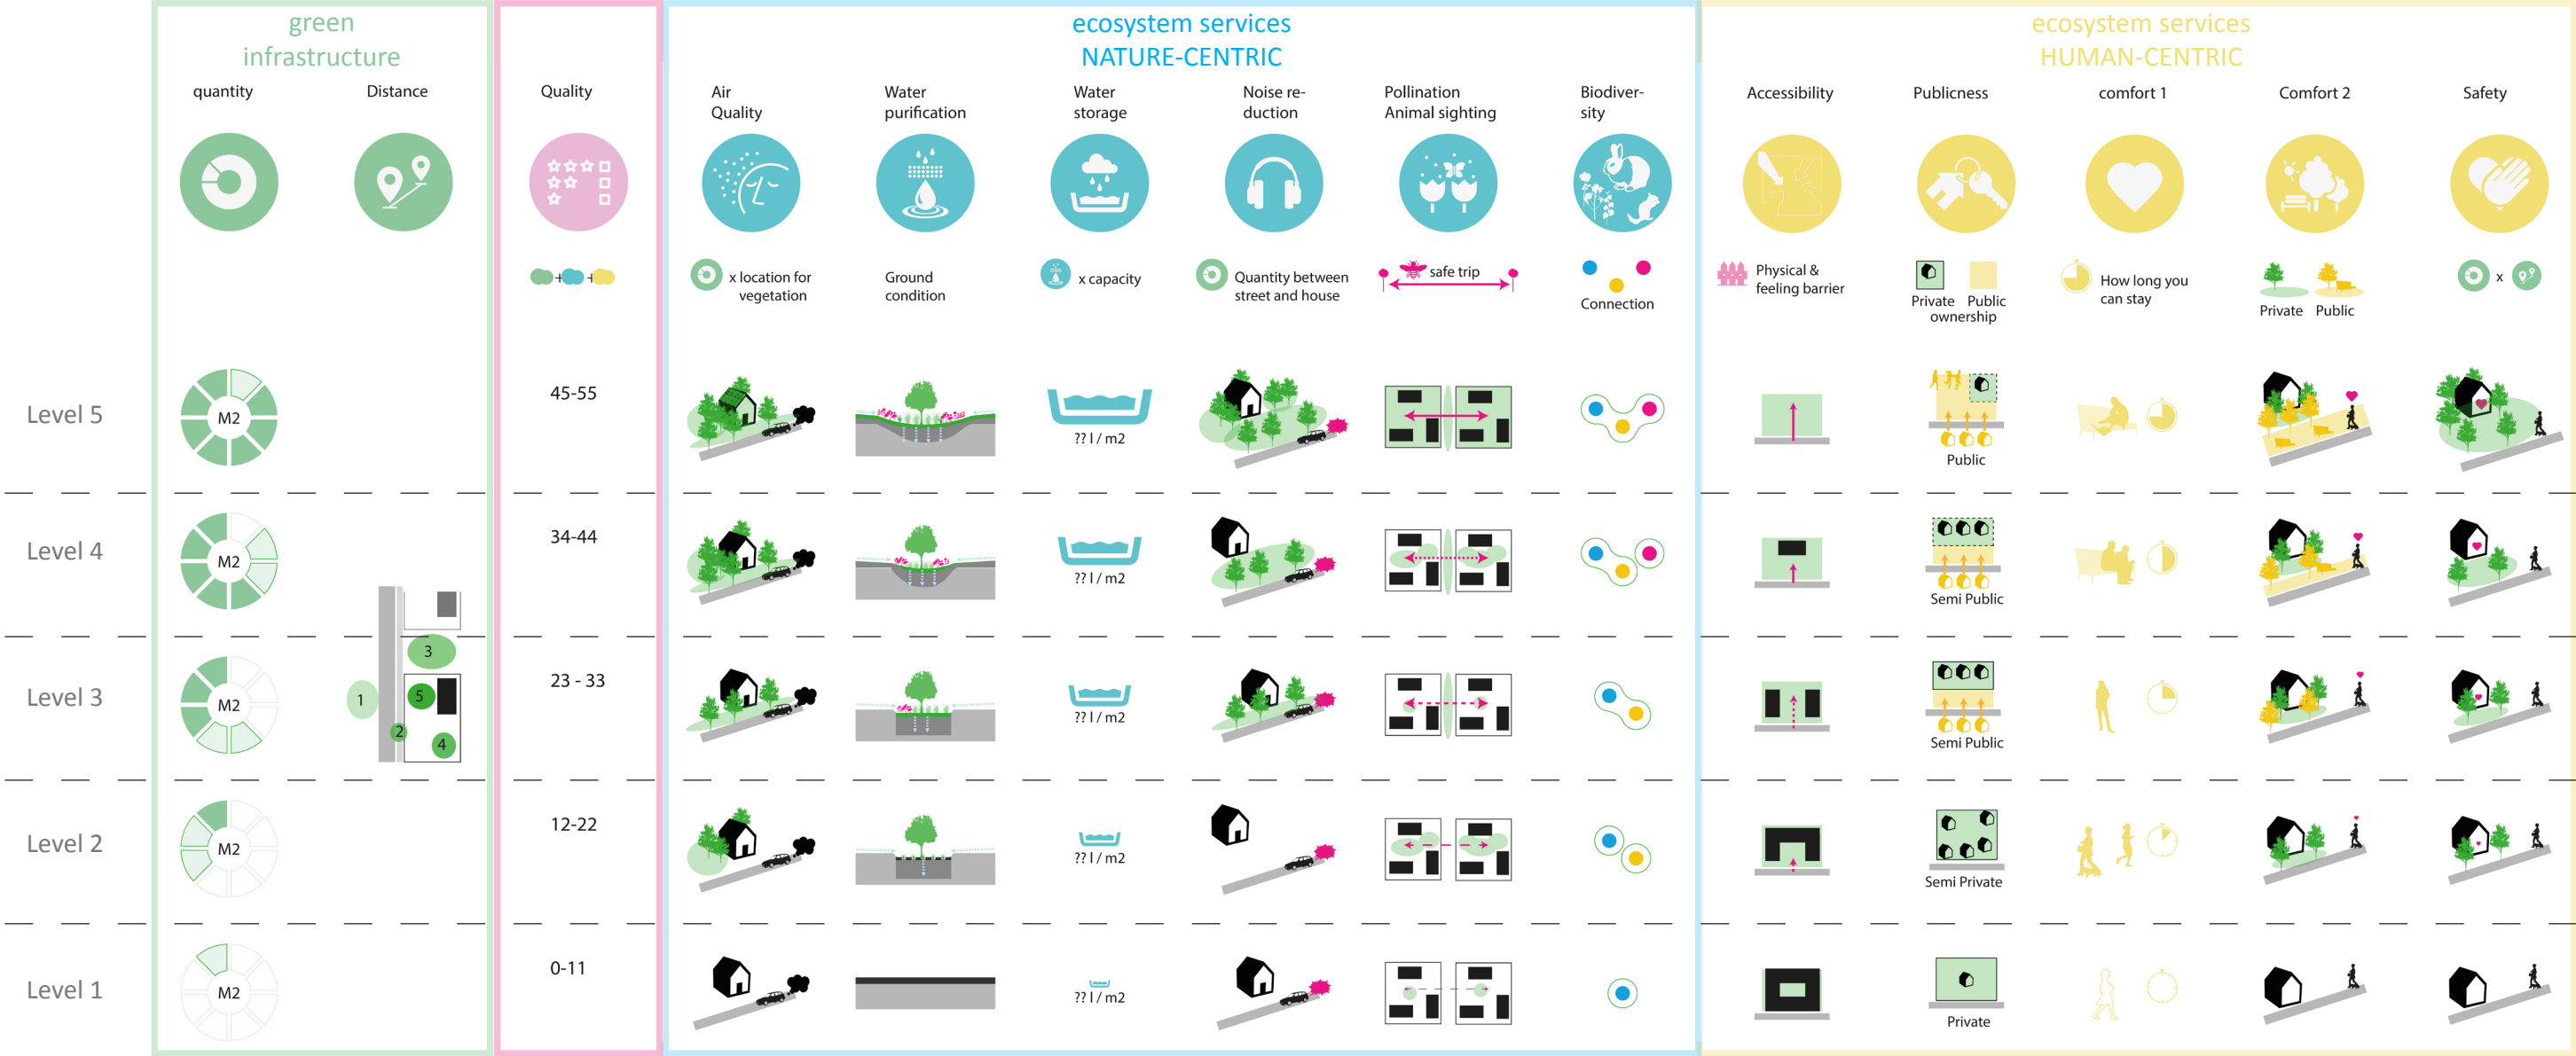 green
infrastructure
ecosystem services
NATURE-CENTRIC
ecosystem services
HUMAN-CENTRIC
quantity
Distance
Quality
Air
Quality
Water
purification
Water
storage
Noise re-
duction
Pollination
Animal sighting
Biodiver-
sity
Accessibility
Publicness
comfort 1
Comfort 2
Safety
+ +
x location for
vegetation
Ground
condition
x capacity
Quantity between
street and house
safe trip
Connection
Physical &
feeling barrier
Private Public
ownership
How long you
can stay
Private Public
x
Level 5
M2
45-55
?? l / m2
Public
Level 4
M2
34-44
?? l / m2
Semi Public
Level 3
M2
1
2
3
4
5
23 - 33
?? l / m2
Semi Public
Level 2
M2
12-22
?? l / m2
Semi Private
Level 1
M2
0-11
?? l / m2
Private